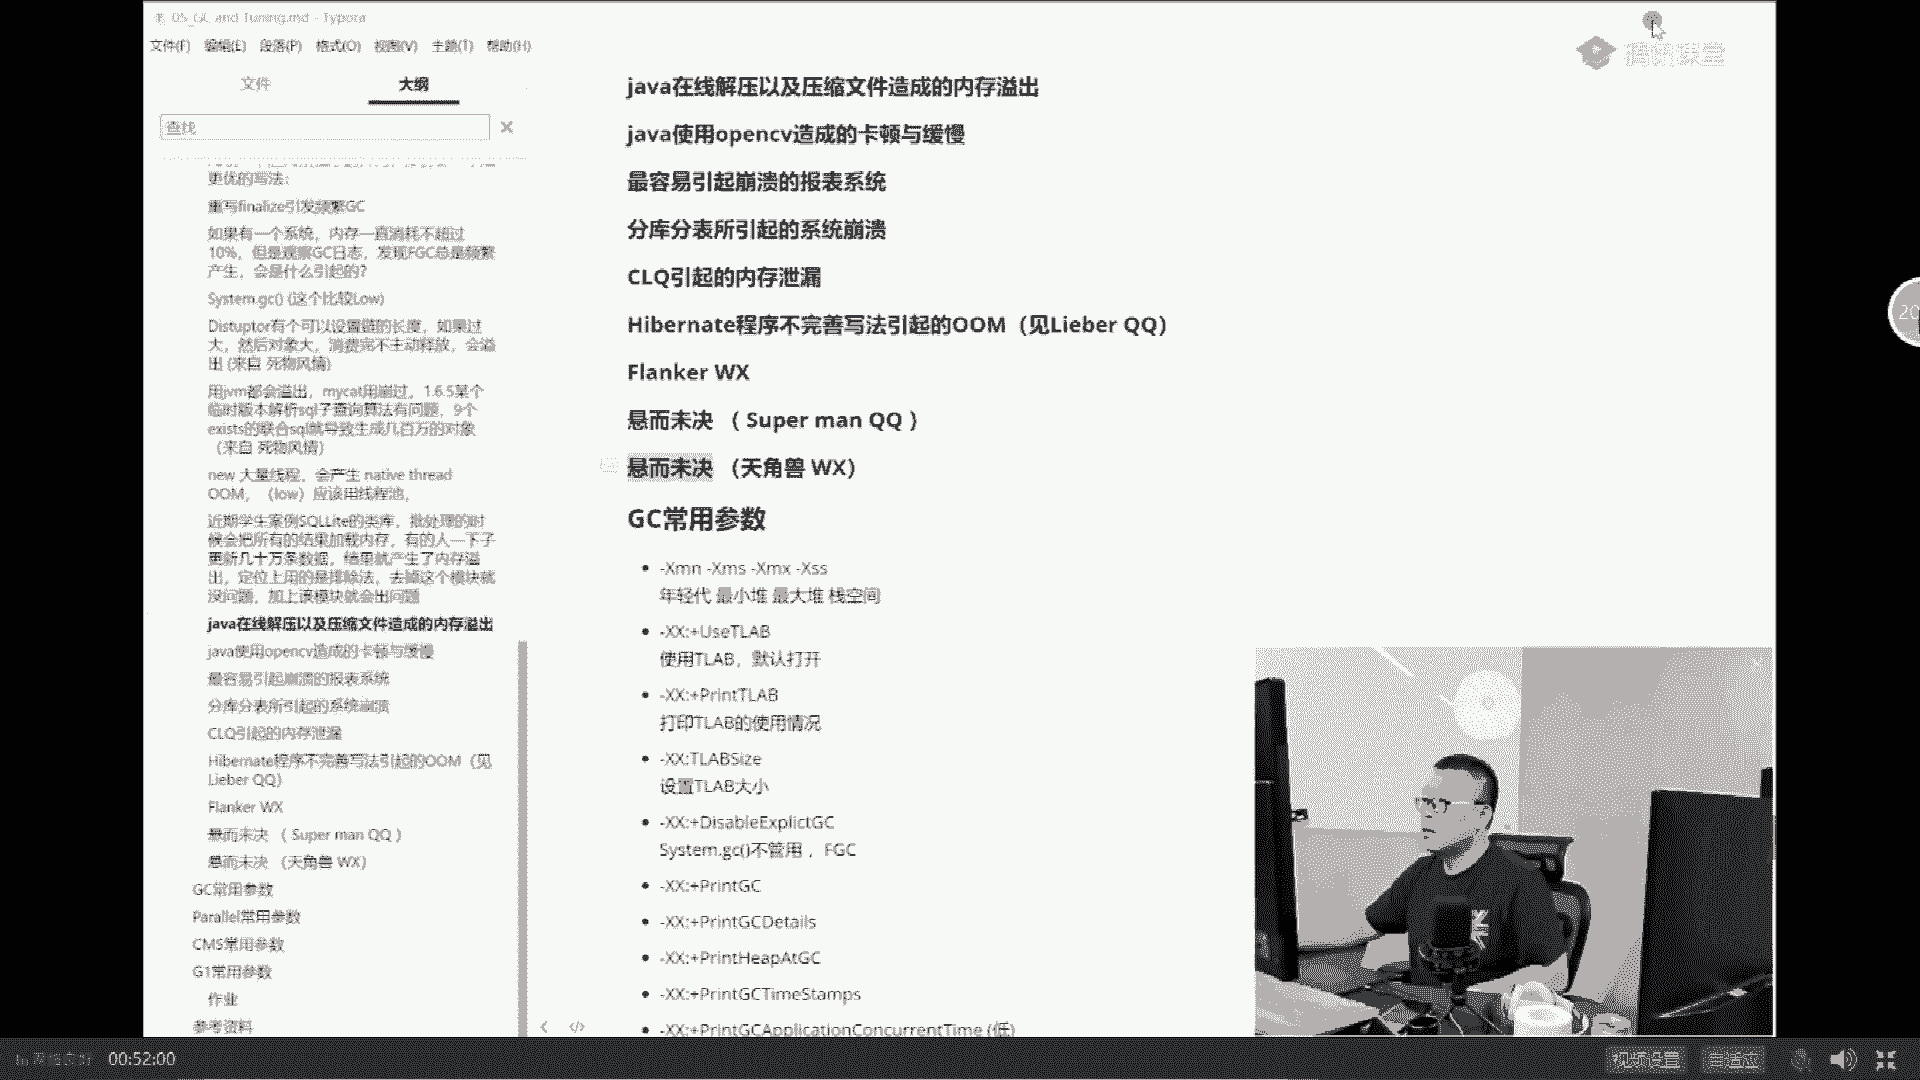 05_GC and Tuning.md - Typora
文件(F) 编辑(E) 段落(P) 格式(O) 视图(V) 主题(T) 帮助(H)
文件 大纲
查找
更优的写法：
重写finalize引发频繁GC
如果有一个系统，内存一直消耗不超过
10%，但是观察GC日志，发现FGC总是频繁
产生，会是什么引起的？
System.gc() (这个比较Low)
Distuptor有个可以设置链的长度，如果过
大，然后对象大，消费完不主动释放，会溢
出 (来自 死物风情)
用jvm都会溢出，mycat用崩过，1.6.5某个
临时版本解析sql子查询算法有问题，9个
exists的联合sql就导致生成几百万的对象
（来自 死物风情)
new 大量线程，会产生 native thread
OOM，（low）应该用线程池，
近期学生案例SQLLite的类库，批处理的时
候会把所有的结果加载内存，有的人一下子
更新几十万条数据，结果就产生了内存溢
出，定位上用的是排除法，去掉这个模块就
没问题，加上该模块就会出问题
java在线解压以及压缩文件造成的内存溢出
java使用opencv造成的卡顿与缓慢
最容易引起崩溃的报表系统
分库分表所引起的系统崩溃
CLQ引起的内存泄漏
Hibernate程序不完善写法引起的OOM（见
Lieber QQ）
Flanker WX
悬而未决 （ Super man QQ ）
悬而未决 （天角兽 WX）
GC常用参数
Parallel常用参数
CMS常用参数
G1常用参数
作业
参考资料
java在线解压以及压缩文件造成的内存溢出
java使用opencv造成的卡顿与缓慢
最容易引起崩溃的报表系统
分库分表所引起的系统崩溃
CLQ引起的内存泄漏
Hibernate程序不完善写法引起的OOM（见Lieber QQ）
Flanker WX
悬而未决 （ Super man QQ ）
悬而未决 （天角兽 WX）
GC常用参数
-Xmn -Xms -Xmx -Xss
年轻代 最小堆 最大堆 栈空间
-XX:+UseTLAB
使用TLAB，默认打开
-XX:+PrintTLAB
打印TLAB的使用情况
-XX:TLABSize
设置TLAB大小
-XX:+DisableExplictGC
System.gc()不管用 ，FGC
-XX:+PrintGC
-XX:+PrintGCDetails
-XX:+PrintHeapAtGC
-XX:+PrintGCTimeStamps
-XX:+PrintGCApplicationConcurrentTime (低)
腾讯课堂
20
00:52:00
视频设置 自适应